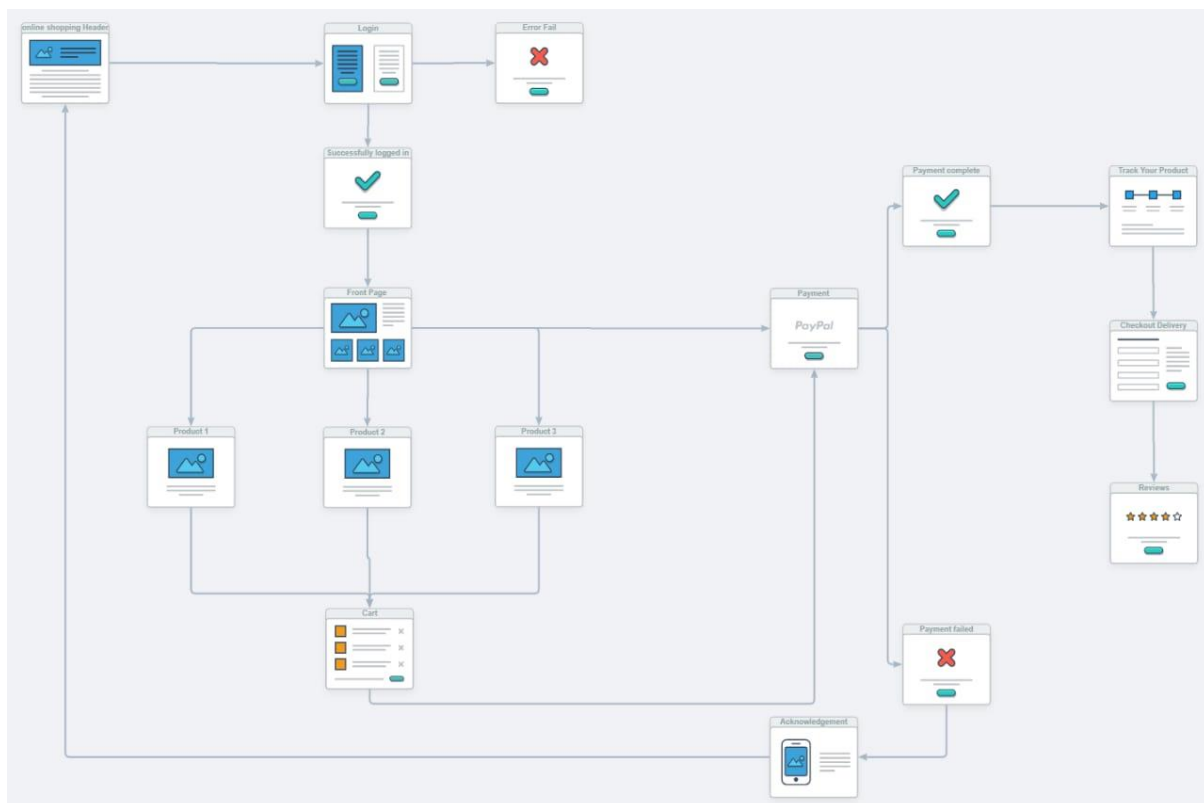 online shopping Header
Login
Error Fail
Successfully logged in
Payment complete
Track Your Product
Front Page
Payment
PayPal
Checkout Delivery
Product 1
Product 2
Product 3
Reviews
Cart
Payment failed
Acknowledgement